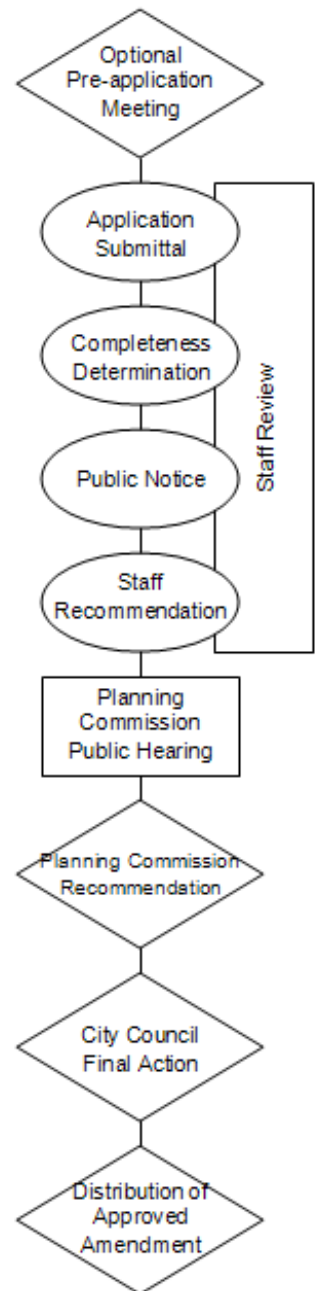 Optional
Pre-application
Meeting
Application
Submittal
Completeness
Determination
Public Notice
Staff
Recommendation
Staff Review
Planning
Commission
Public Hearing
Planning Commission
Recommendation
City Council
Final Action
Distribution of
Approved
Amendment